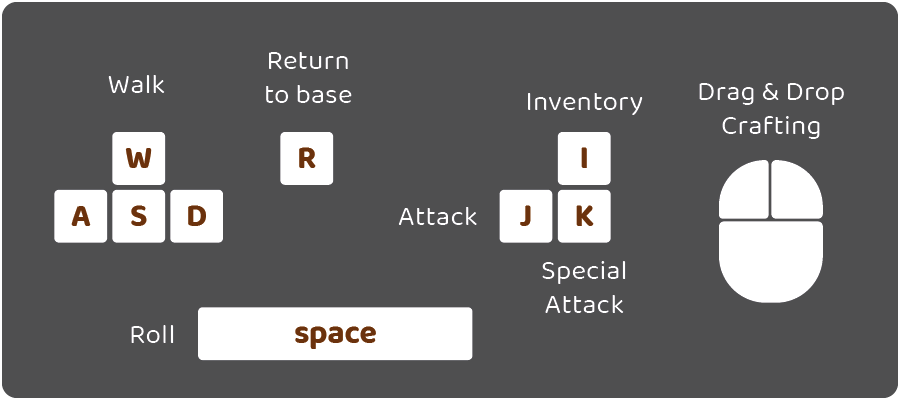 Walk
W
A S D
Return
to base
R
Inventory
I
Attack
J K
Special
Attack
Drag & Drop
Crafting
Roll
space